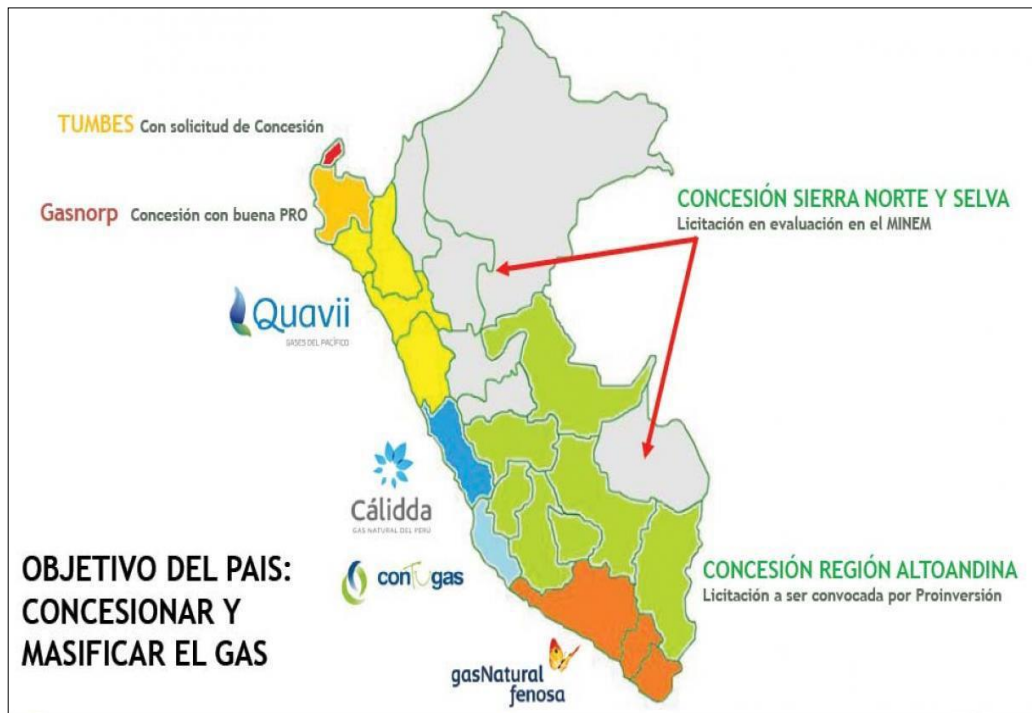 TUMBES Con solicitud de Concesión
Gasnorp Concesión con buena PRO
CONCESIÓN SIERRA NORTE Y SELVA
Licitación en evaluación en el MINEM
Quavii
GASES DEL PACÍFICO
Cálidda
GAS NATURAL DEL PERÚ
conTugas
OBJETIVO DEL PAIS:
CONCESIONAR Y
MASIFICAR EL GAS
CONCESIÓN REGIÓN ALTOANDINA
Licitación a ser convocada por Proinversión
gasNatural
fenosa